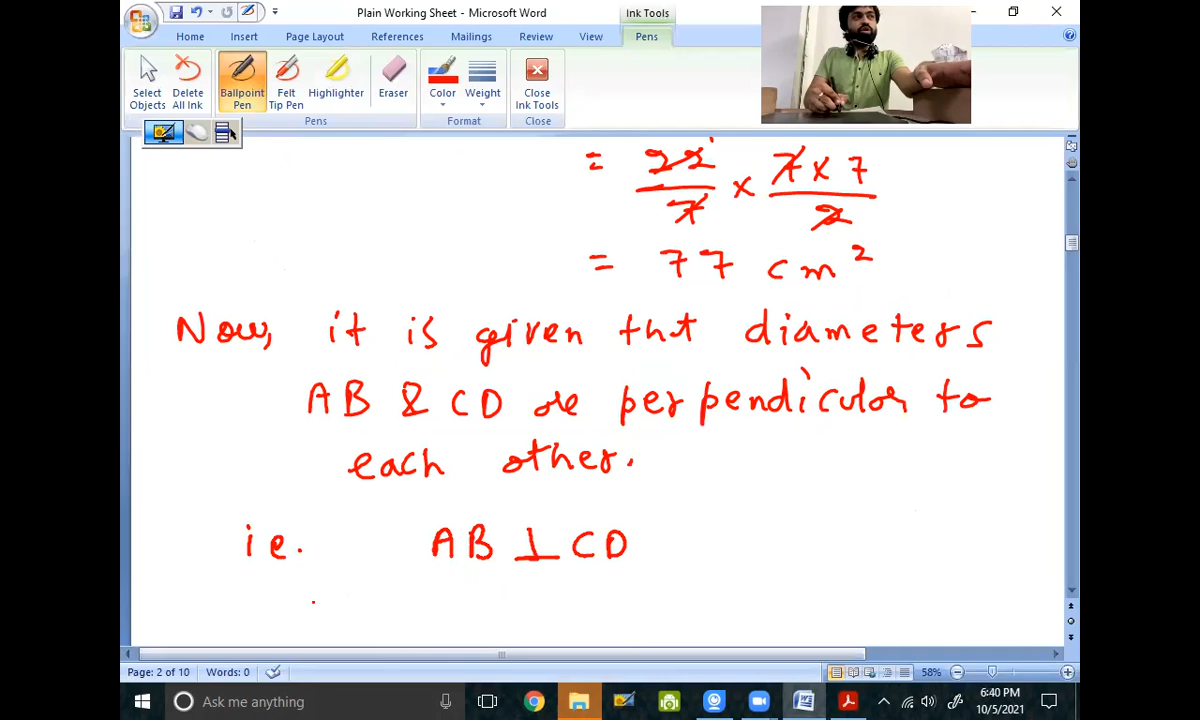 Plain Working Sheet - Microsoft Word
Ink Tools
Home Insert Page Layout References Mailings Review View Pens
Select Objects
Delete All Ink
Ballpoint Pen
Felt Tip Pen
Highlighter
Eraser
Color
Weight
Close Ink Tools
Pens
Format
Close
= 22/7 × 7 × 7/2
= 77 cm²
Now, it is given tht diameters
AB & CD are perpendicular to
each other.
ie. AB ⊥ CD
Page: 2 of 10 Words: 0 58%
Ask me anything
6:40 PM
10/5/2021